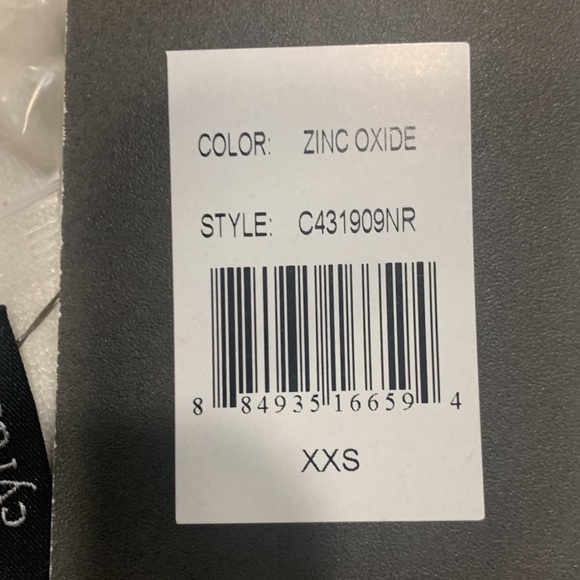 COLOR: ZINC OXIDE
STYLE: C431909NR
8 84935 16659 4
XXS